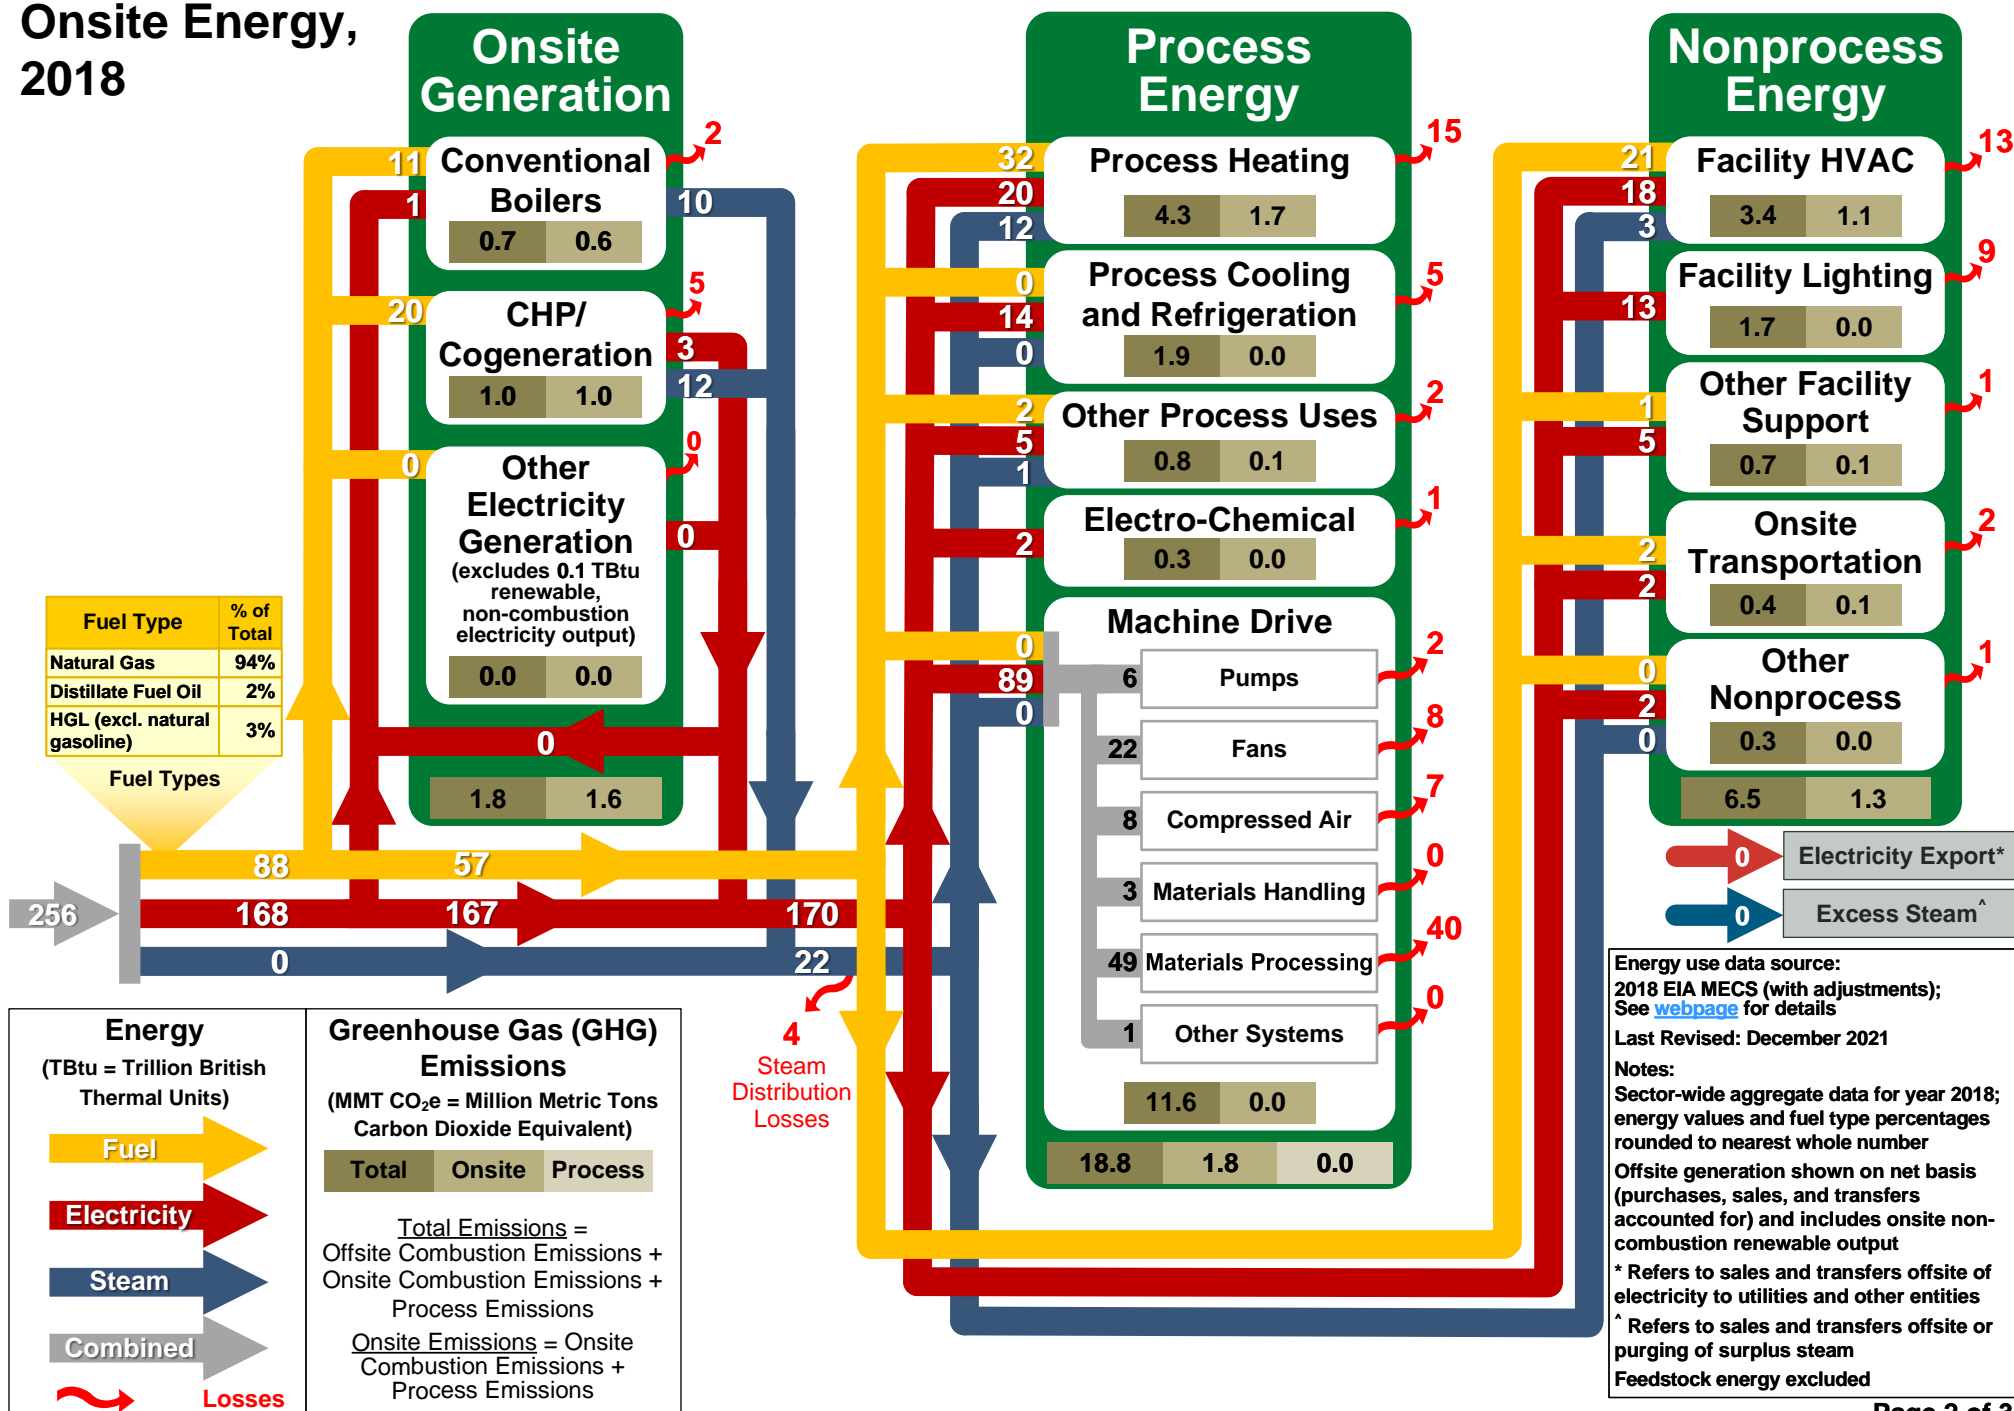 Onsite Energy,
2018
Onsite
Generation
11
1
Conventional
Boilers
0.7 0.6
2
10
20
CHP/
Cogeneration
1.0 1.0
5
3
12
0
Other
Electricity
Generation
(excludes 0.1 TBtu
renewable,
non-combustion
electricity output)
0.0 0.0
0
0
0
1.8 1.6
Fuel Type % of
Total
Natural Gas 94%
Distillate Fuel Oil 2%
HGL (excl. natural
gasoline) 3%
Fuel Types
256
88 57
168 167 170
0 22
4
Steam
Distribution
Losses
Process
Energy
32
20
12
Process Heating
4.3 1.7
15
0
14
0
Process Cooling
and Refrigeration
1.9 0.0
5
2
5
1
Other Process Uses
0.8 0.1
2
2
Electro-Chemical
0.3 0.0
1
0
89
0
Machine Drive
6 Pumps 2
22 Fans 8
8 Compressed Air 7
3 Materials Handling 0
49 Materials Processing 40
1 Other Systems 0
11.6 0.0
18.8 1.8 0.0
Nonprocess
Energy
21
18
3
Facility HVAC
3.4 1.1
13
13
Facility Lighting
1.7 0.0
9
1
5
Other Facility
Support
0.7 0.1
1
2
2
Onsite
Transportation
0.4 0.1
2
0
2
0
Other
Nonprocess
0.3 0.0
1
6.5 1.3
0 Electricity Export*
0 Excess Steam^
Energy
(TBtu = Trillion British
Thermal Units)
Fuel
Electricity
Steam
Combined
Losses
Greenhouse Gas (GHG)
Emissions
(MMT CO₂e = Million Metric Tons
Carbon Dioxide Equivalent)
Total Onsite Process
Total Emissions =
Offsite Combustion Emissions +
Onsite Combustion Emissions +
Process Emissions
Onsite Emissions = Onsite
Combustion Emissions +
Process Emissions
Energy use data source:
2018 EIA MECS (with adjustments);
See webpage for details
Last Revised: December 2021
Notes:
Sector-wide aggregate data for year 2018;
energy values and fuel type percentages
rounded to nearest whole number
Offsite generation shown on net basis
(purchases, sales, and transfers
accounted for) and includes onsite non-
combustion renewable output
* Refers to sales and transfers offsite of
electricity to utilities and other entities
^ Refers to sales and transfers offsite or
purging of surplus steam
Feedstock energy excluded
Page 2 of 3